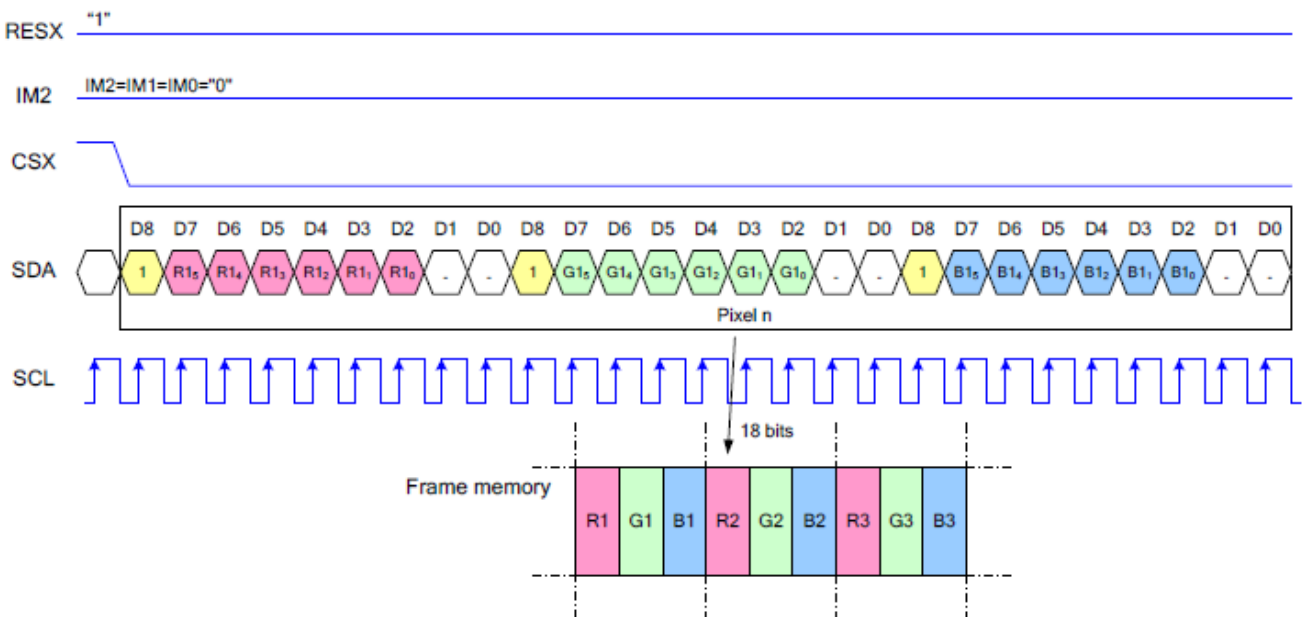 "1"
RESX
IM2=IM1=IM0="0"
IM2
CSX
D8 D7 D6 D5 D4 D3 D2 D1 D0 D8 D7 D6 D5 D4 D3 D2 D1 D0 D8 D7 D6 D5 D4 D3 D2 D1 D0
SDA 1 R1₅ R1₄ R1₃ R1₂ R1₁ R1₀ - - 1 G1₅ G1₄ G1₃ G1₂ G1₁ G1₀ - - 1 B1₅ B1₄ B1₃ B1₂ B1₁ B1₀ - -
Pixel n
SCL
18 bits
Frame memory
R1 G1 B1 R2 G2 B2 R3 G3 B3